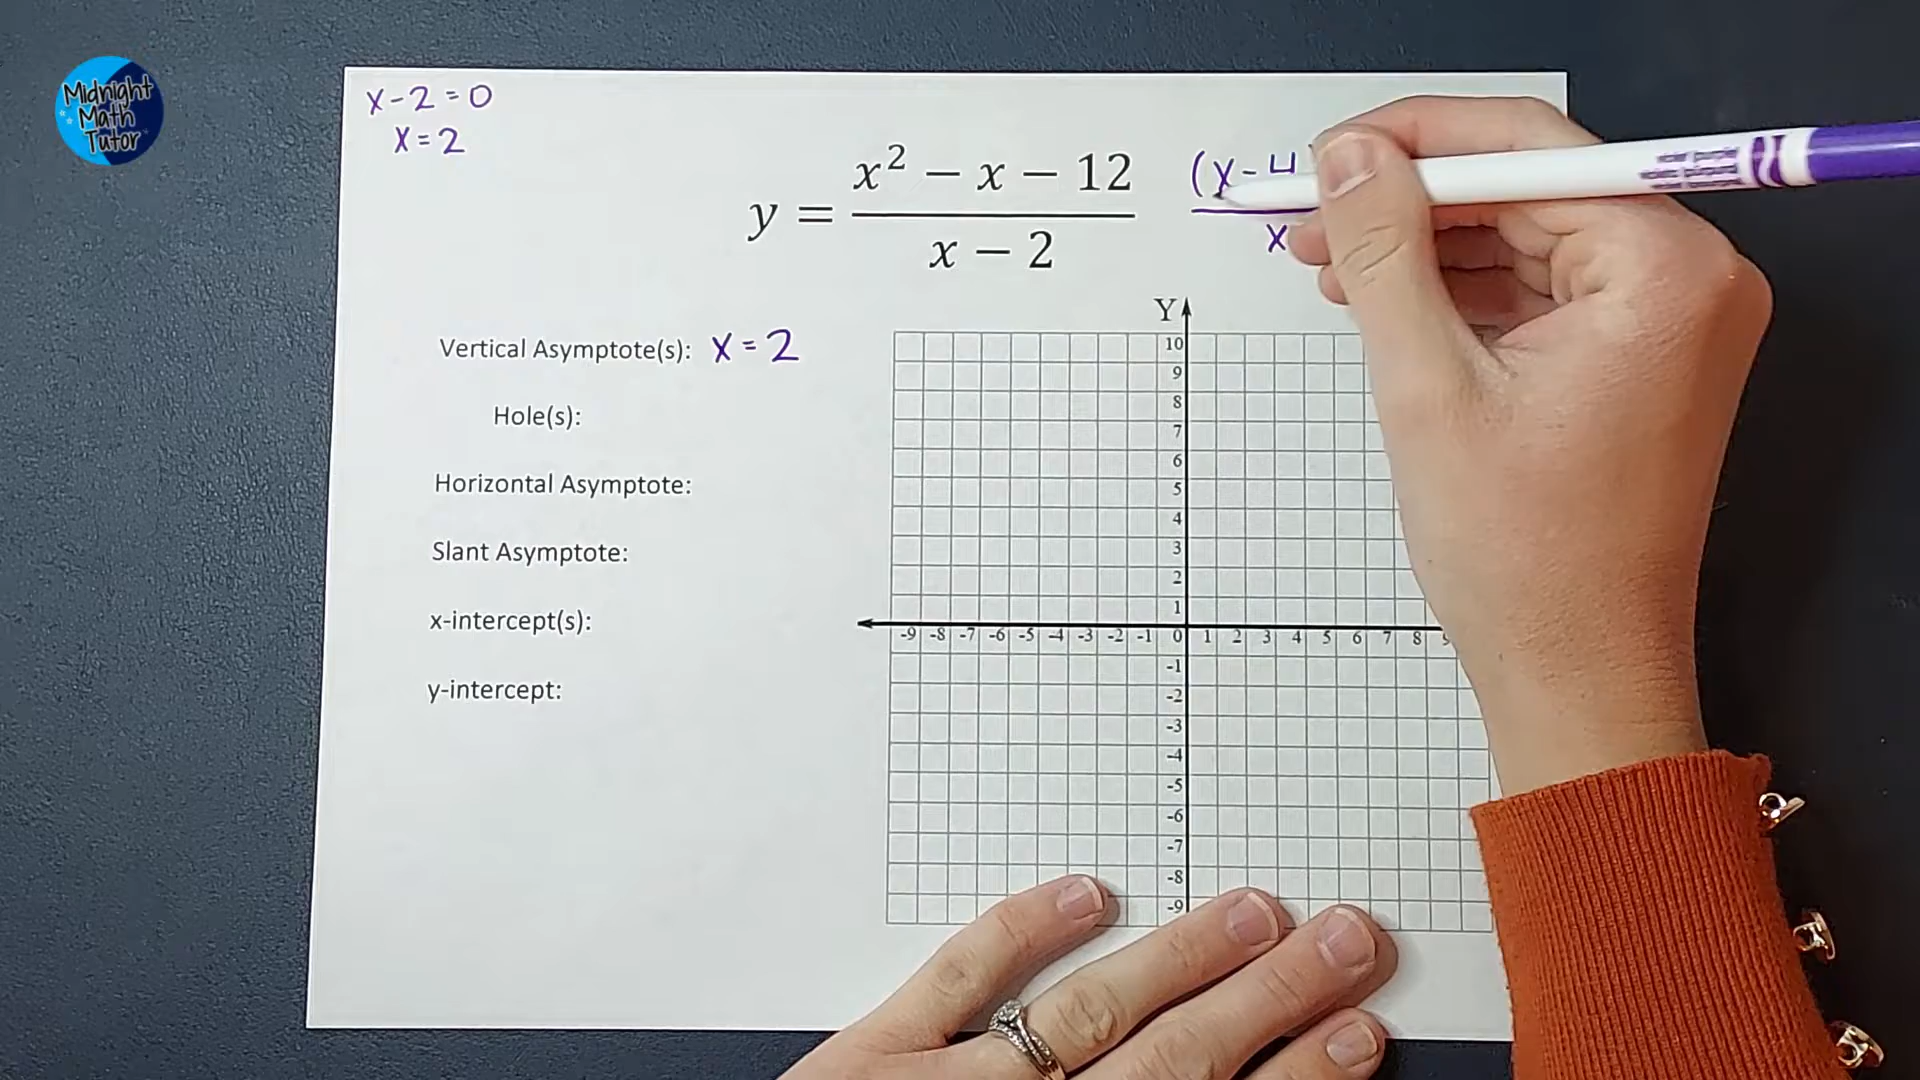 Midnight
Math
Tutor
x-2=0
x=2
y = \frac{x^2 - x - 12}{x - 2}
(x-4
x
Vertical Asymptote(s): x=2
Hole(s):
Horizontal Asymptote:
Slant Asymptote:
x-intercept(s):
y-intercept:
Y
10
9
8
7
6
5
4
3
2
1
-9 -8 -7 -6 -5 -4 -3 -2 -1 0 1 2 3 4 5 6 7 8
-1
-2
-3
-4
-5
-6
-7
-8
-9